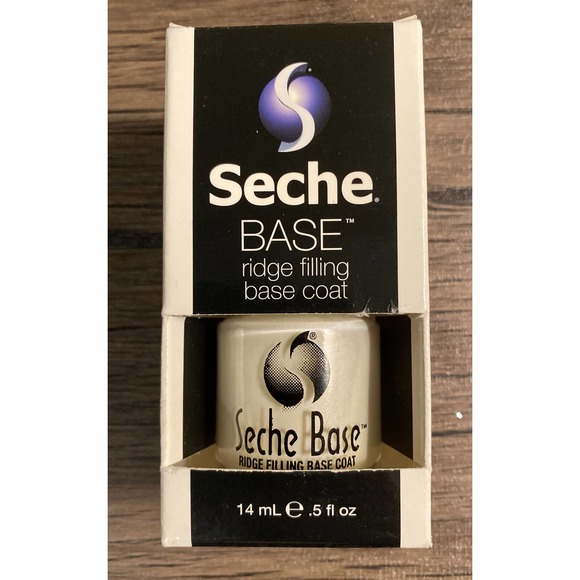 Seche®
BASE™
ridge filling
base coat
®
Seche Base™
RIDGE FILLING BASE COAT
14 mL ℮ .5 fl oz